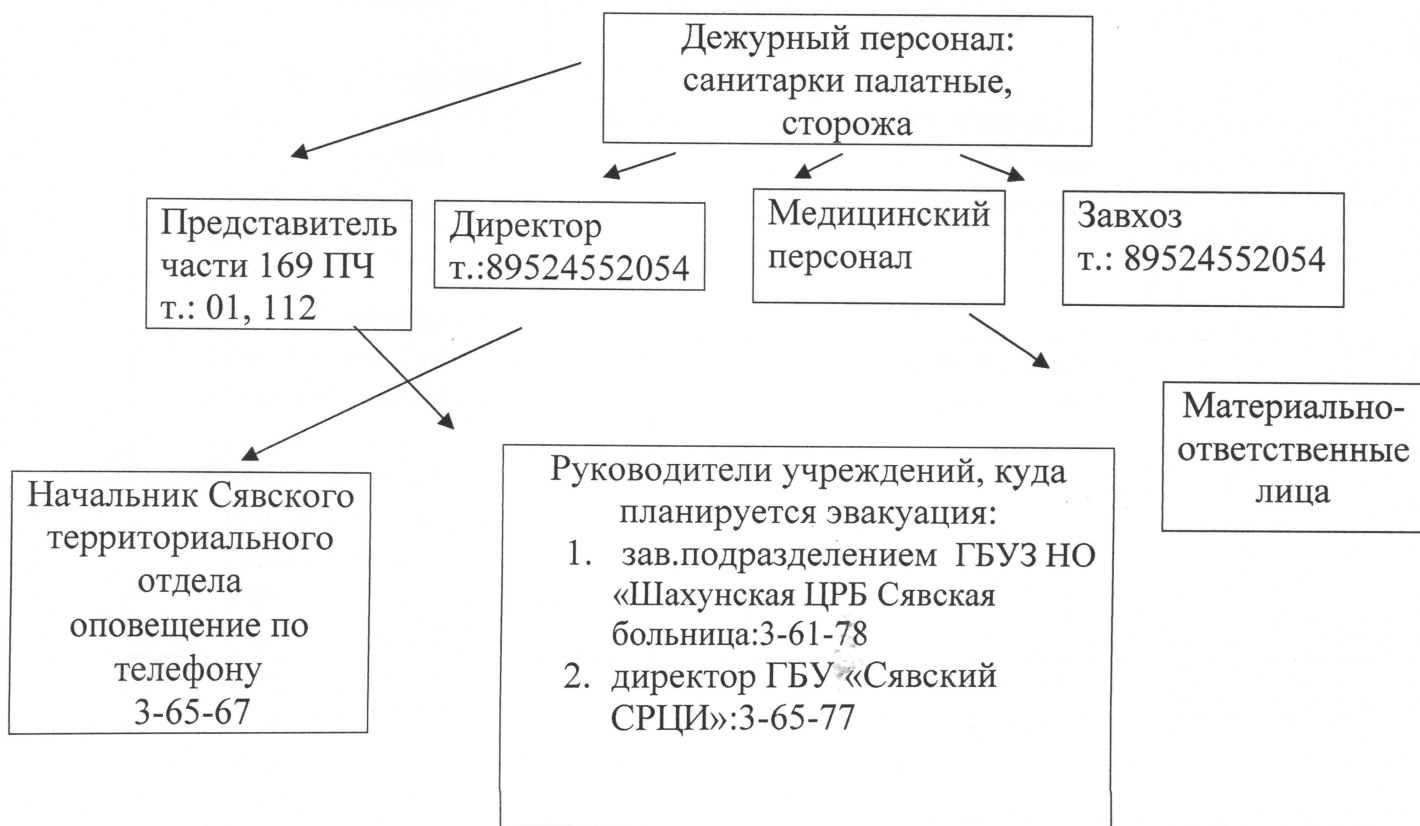 Дежурный персонал:
санитарки палатные,
сторожа
Представитель
части 169 ПЧ
т.: 01, 112
Директор
т.:89524552054
Медицинский
персонал
Завхоз
т.: 89524552054
Материально-
ответственные
лица
Начальник Сявского
территориального
отдела
оповещение по
телефону
3-65-67
Руководители учреждений, куда
планируется эвакуация:
1. зав.подразделением ГБУЗ НО
«Шахунская ЦРБ Сявская
больница:3-61-78
2. директор ГБУ «Сявский
СРЦИ»:3-65-77